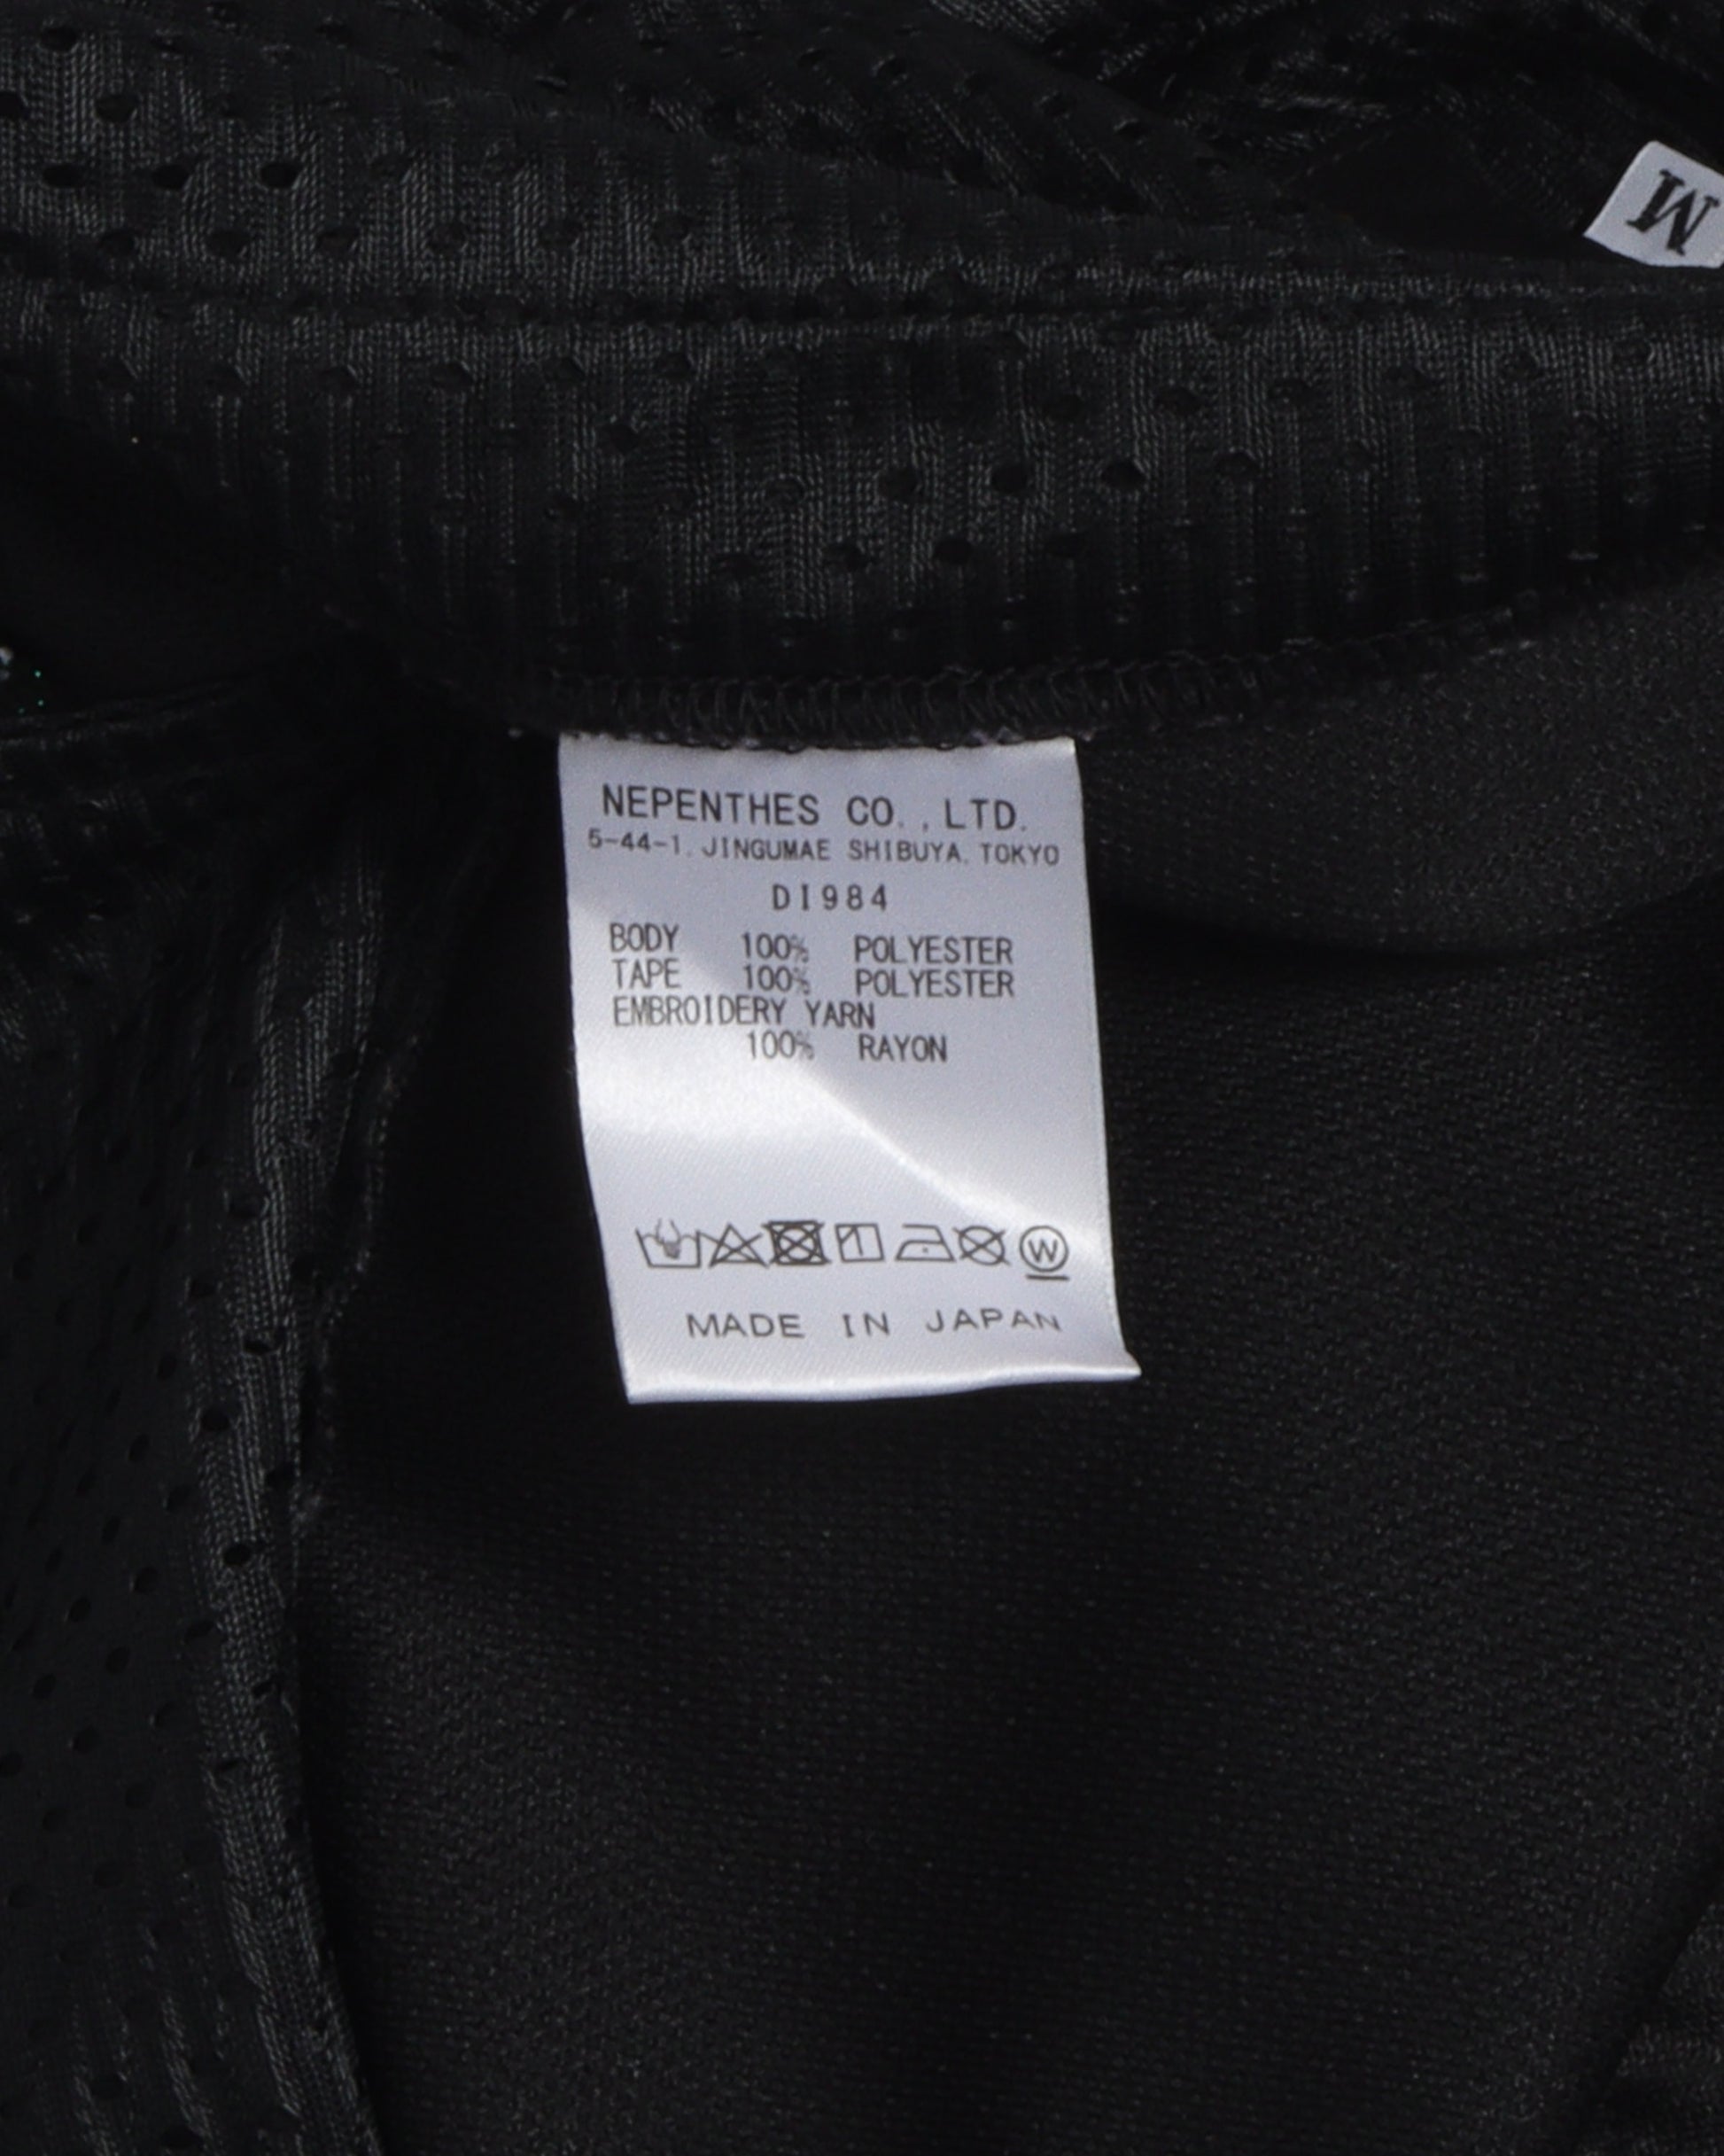 M
NEPENTHES CO.,LTD.
5-44-1, JINGUMAE SHIBUYA, TOKYO
DI984
BODY 100% POLYESTER
TAPE 100% POLYESTER
EMBROIDERY YARN
100% RAYON
W
MADE IN JAPAN